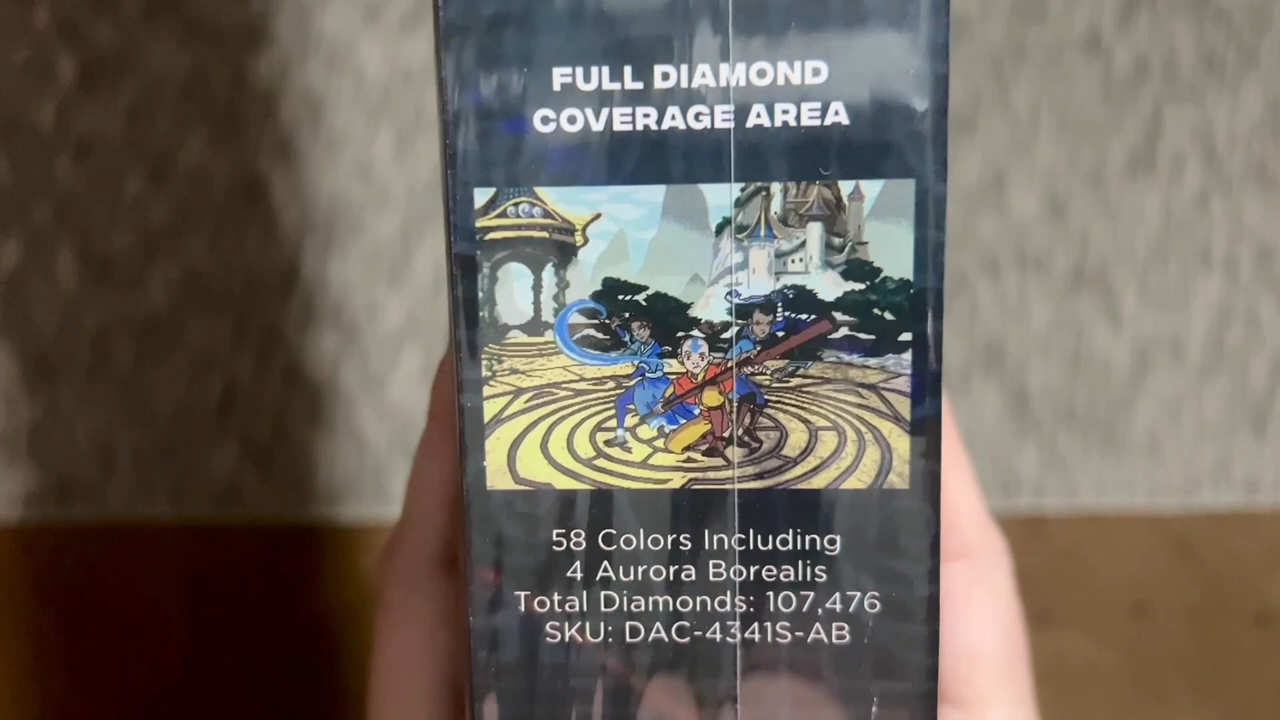 FULL DIAMOND
COVERAGE AREA
58 Colors Including
4 Aurora Borealis
Total Diamonds: 107,476
SKU: DAC-4341S-AB